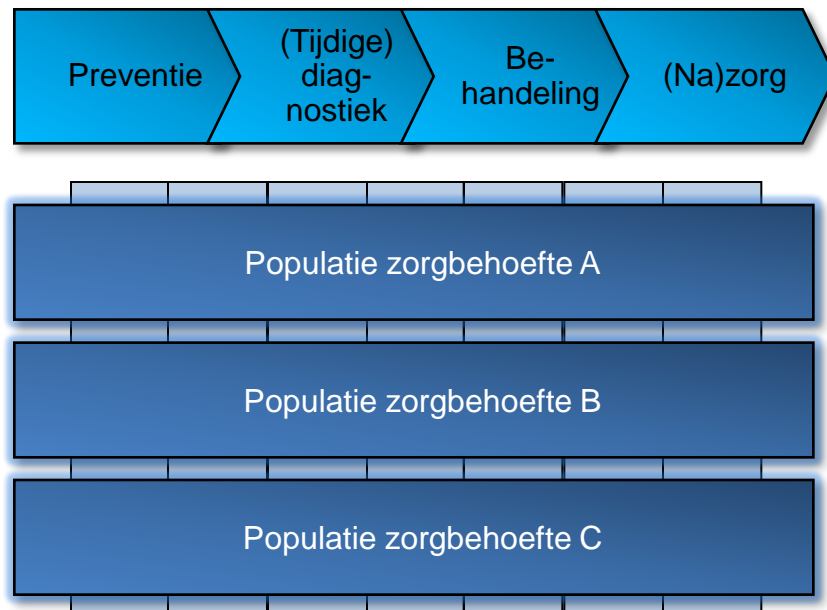 Preventie
(Tijdige)
diag-
nostiek
Be-
handeling
(Na)zorg
Populatie zorgbehoefte A
Populatie zorgbehoefte B
Populatie zorgbehoefte C